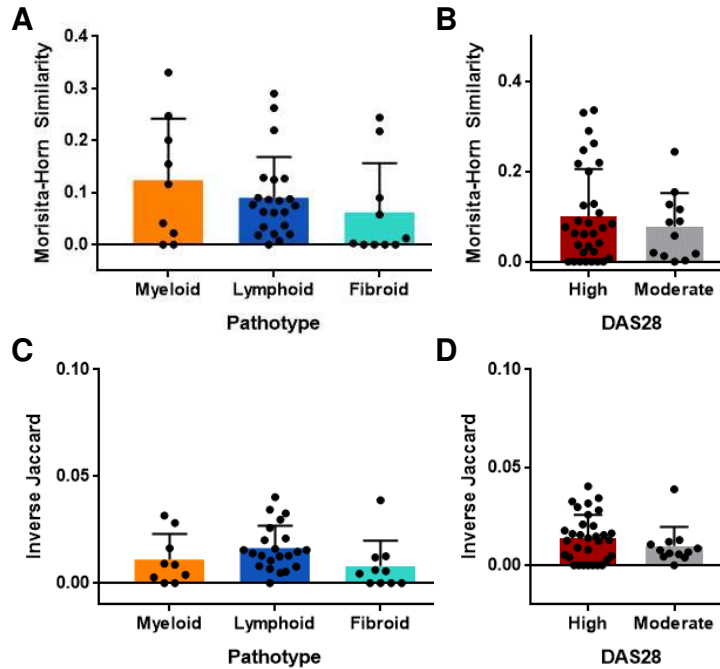 A
Morisita-Horn Similarity
0.4
0.3
0.2
0.1
0.0
Myeloid Lymphoid Fibroid
Pathotype
B
Morisita-Horn Similarity
0.4
0.2
0.0
High Moderate
DAS28
C
Inverse Jaccard
0.10
0.05
0.00
Myeloid Lymphoid Fibroid
Pathotype
D
Inverse Jaccard
0.10
0.05
0.00
High Moderate
DAS28